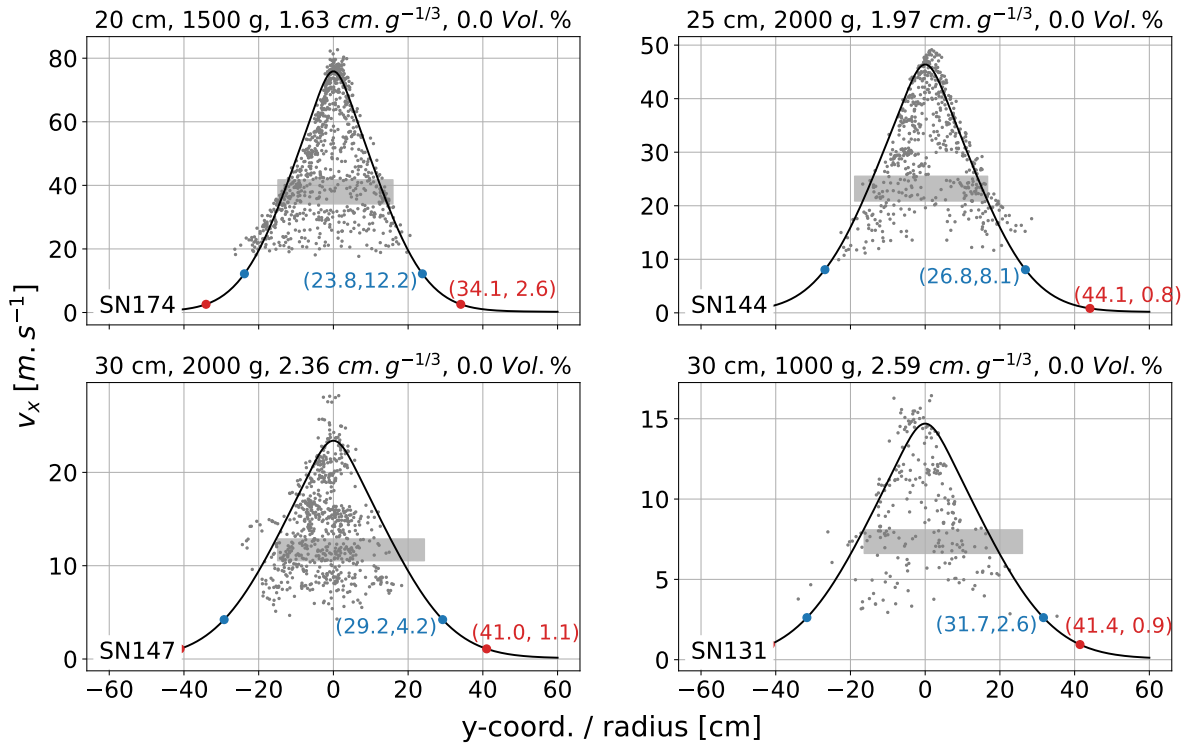 20 cm, 1500 g, 1.63 cm.g^{-1/3}, 0.0 Vol.%
80
60
40
20
0
(23.8,12.2)
(34.1, 2.6)
SN174
25 cm, 2000 g, 1.97 cm.g^{-1/3}, 0.0 Vol.%
50
40
30
20
10
0
(26.8,8.1)
(44.1, 0.8)
SN144
v_x [m.s^{-1}]
30 cm, 2000 g, 2.36 cm.g^{-1/3}, 0.0 Vol.%
20
10
0
(29.2,4.2)
(41.0, 1.1)
SN147
−60 −40 −20 0 20 40 60
30 cm, 1000 g, 2.59 cm.g^{-1/3}, 0.0 Vol.%
15
10
5
0
(31.7,2.6)
(41.4, 0.9)
SN131
−60 −40 −20 0 20 40 60
y-coord. / radius [cm]